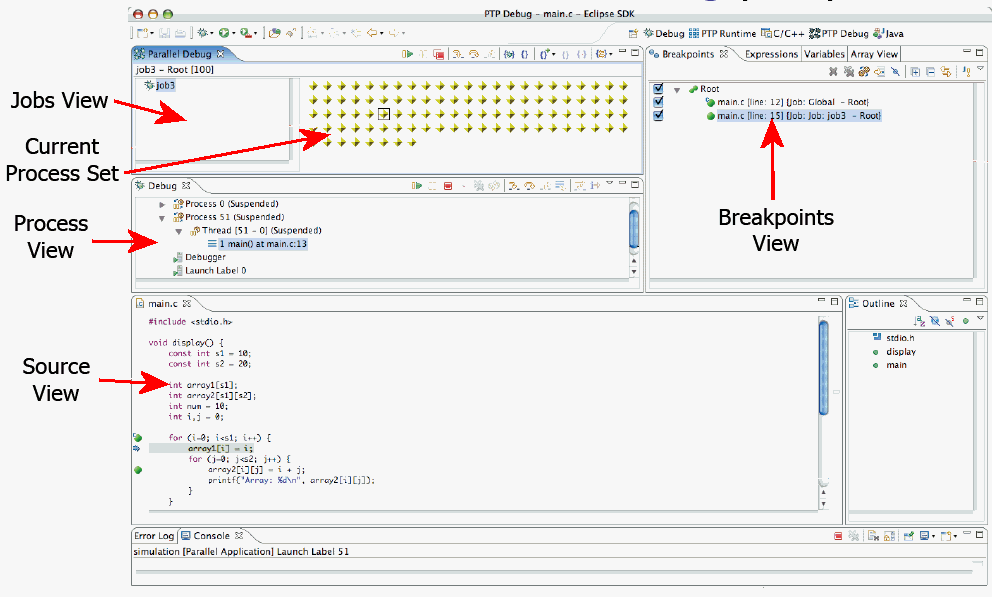 PTP Debug - main.c - Eclipse SDK
Debug PTP Runtime C/C++ PTP Debug Java
Parallel Debug
job3 - Root [100]
job3
Jobs View
Current
Process Set
Breakpoints Expressions Variables Array View
Root
main.c [line: 12] {Job: Global - Root}
main.c [line: 15] {Job: Job: job3 - Root}
Breakpoints
View
Debug
Process 0 (Suspended)
Process 51 (Suspended)
Thread [51 - 0] (Suspended)
1 main() at main.c:13
Debugger
Launch Label 0
Process
View
main.c
#include <stdio.h>
void display() {
const int s1 = 10;
const int s2 = 20;
int array1[s1];
int array2[s1][s2];
int num = 10;
int i,j = 0;
for (i=0; i<s1; i++) {
array1[i] = i;
for (j=0; j<s2; j++) {
array2[i][j] = i + j;
printf("Array: %d\n", array2[i][j]);
}
}
Source
View
Outline
stdio.h
display
main
Error Log Console
simulation [Parallel Application] Launch Label 51